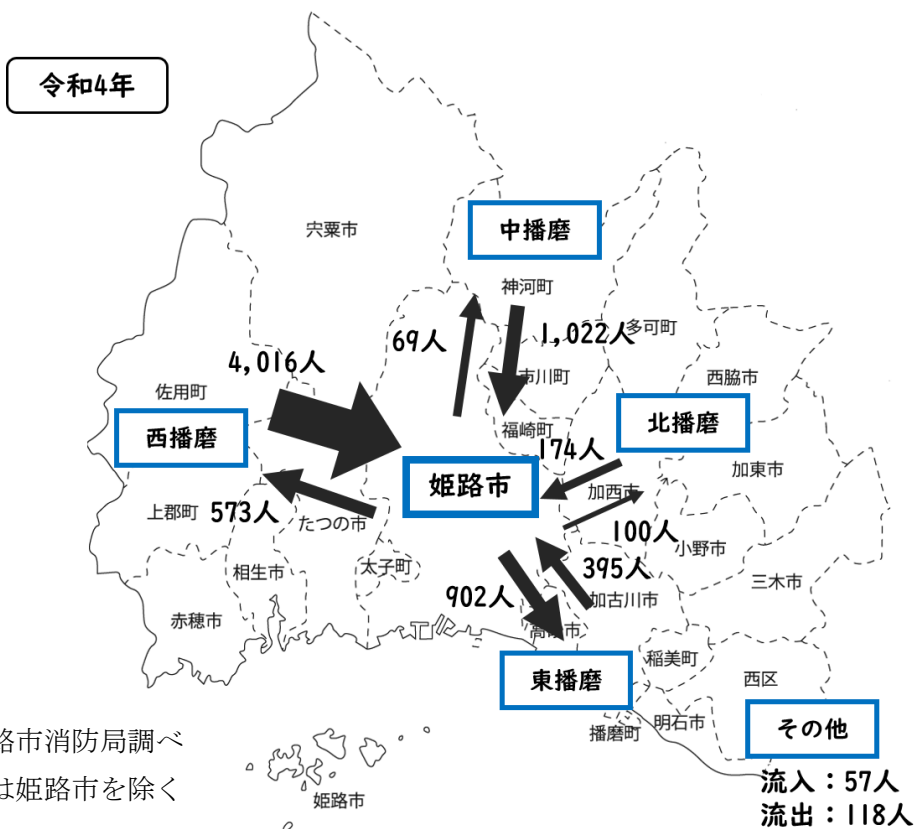 令和4年
宍粟市
中播磨
神河町
69人
1,022人
多可町
4,016人
市川町
西脇市
佐用町
西播磨
北播磨
福崎町
174人
姫路市
加西市
加東市
上郡町
573人
たつの市
100人
小野市
相生市
太子町
395人
三木市
902人
加古川市
赤穂市
高砂市
稲美町
東播磨
西区
その他
播磨町
明石市
路市消防局調べ
は姫路市を除く
姫路市
流入：57人
流出：118人